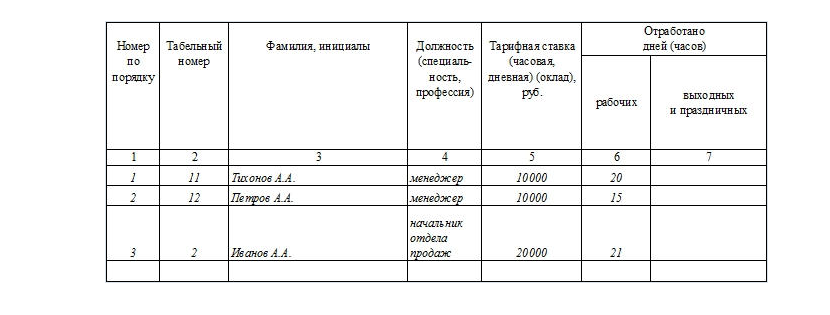 Номер по порядку
Табельный номер
Фамилия, инициалы
Должность (специаль-ность, профессия)
Тарифная ставка (часовая, дневная) (оклад), руб.
Отработано дней (часов)
рабочих
выходных и праздничных
1 2 3 4 5 6 7
1 11 Тихонов А.А. менеджер 10000 20
2 12 Петров А.А. менеджер 10000 15
3 2 Иванов А.А. начальник отдела продаж 20000 21